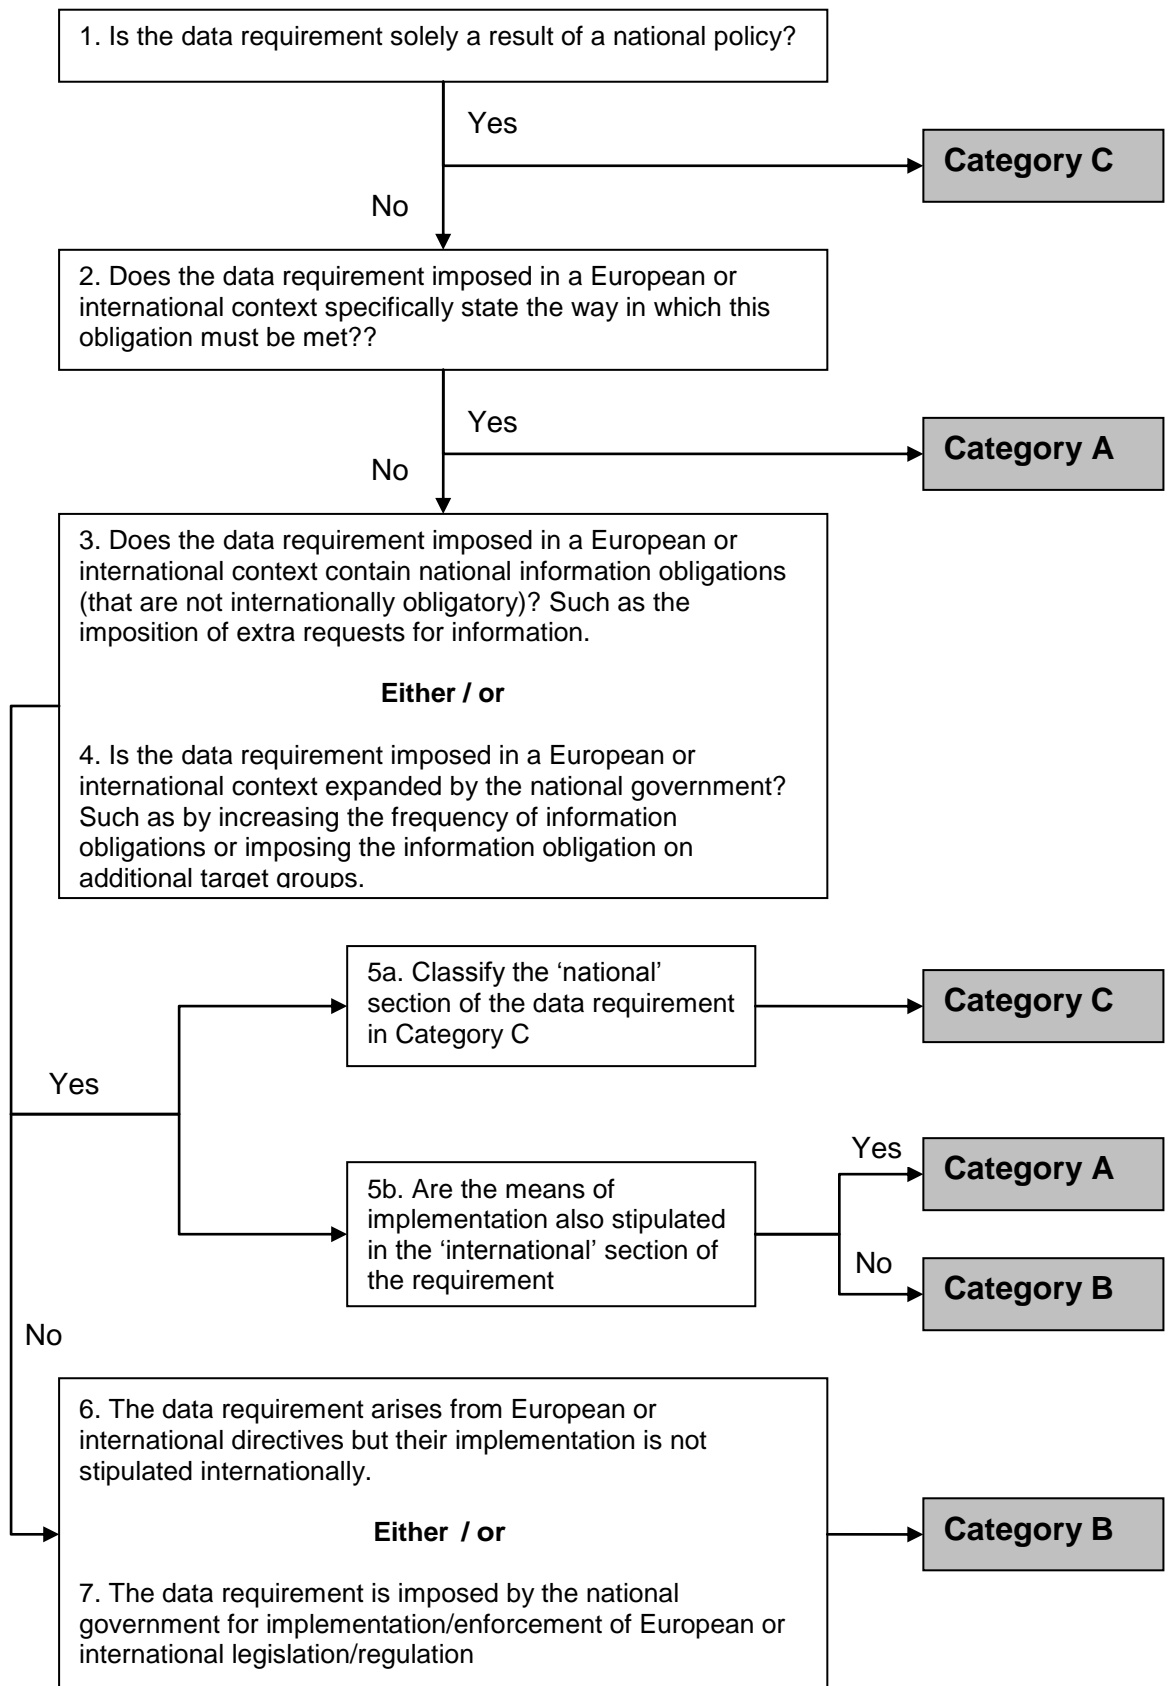 1. Is the data requirement solely a result of a national policy?
Yes
Category C
No
2. Does the data requirement imposed in a European or
international context specifically state the way in which this
obligation must be met??
Yes
Category A
No
3. Does the data requirement imposed in a European or
international context contain national information obligations
(that are not internationally obligatory)? Such as the
imposition of extra requests for information.
Either / or
4. Is the data requirement imposed in a European or
international context expanded by the national government?
Such as by increasing the frequency of information
obligations or imposing the information obligation on
additional target groups.
5a. Classify the ‘national’
section of the data requirement
in Category C
Category C
Yes
5b. Are the means of
implementation also stipulated
in the ‘international’ section of
the requirement
Yes
Category A
No
Category B
No
6. The data requirement arises from European or
international directives but their implementation is not
stipulated internationally.
Either / or
7. The data requirement is imposed by the national
government for implementation/enforcement of European or
international legislation/regulation
Category B